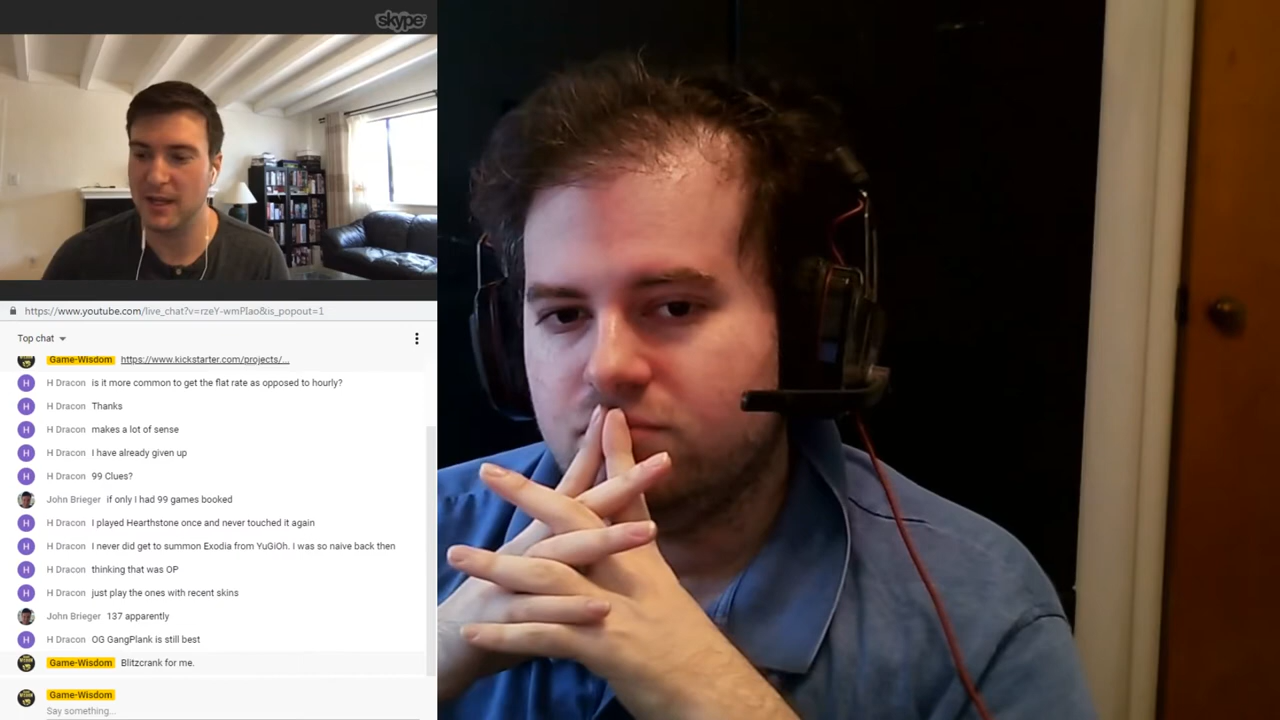 skype
https://www.youtube.com/live_chat?v=rzeY-wmPIao&is_popout=1
Top chat
Game-Wisdom https://www.kickstarter.com/projects/...
H H Dracon is it more common to get the flat rate as opposed to hourly?
H H Dracon Thanks
H H Dracon makes a lot of sense
H H Dracon I have already given up
H H Dracon 99 Clues?
John Brieger if only I had 99 games booked
H H Dracon I played Hearthstone once and never touched it again
H H Dracon I never did get to summon Exodia from YuGiOh. I was so naive back then
H H Dracon thinking that was OP
H H Dracon just play the ones with recent skins
John Brieger 137 apparently
H H Dracon OG GangPlank is still best
Game-Wisdom Blitzcrank for me.
Game-Wisdom
Say something...